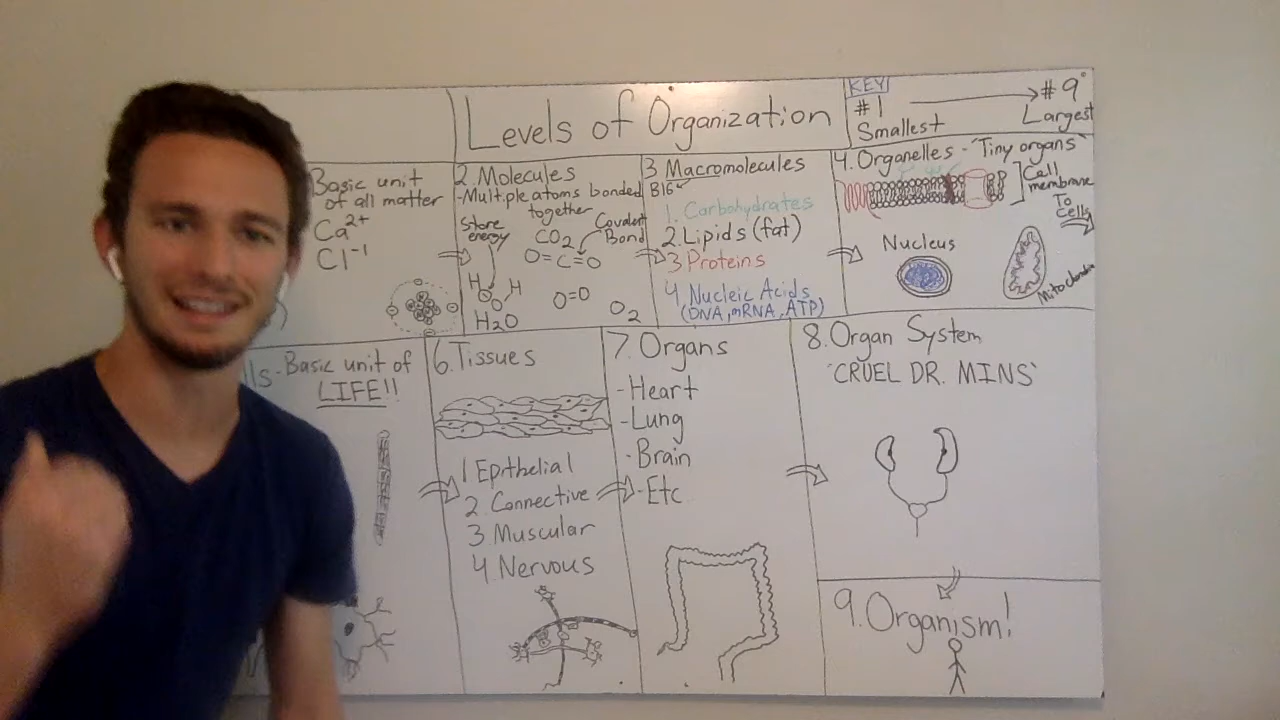 Levels of Organization
KEY
#1
Smallest
#9
Largest
Basic unit
of all matter
Ca2+
Cl-1
2. Molecules
-Multiple atoms bonded
together
Store
energy
Covalent
Bond
CO2
O=C=O
H
H
O
O=O
H2O
O2
3 Macromolecules
BIG
1. Carbohydrates
2. Lipids (fat)
3 Proteins
4 Nucleic Acids
(DNA, mRNA, ATP)
4. Organelles - "Tiny organs"
Cell
membrane
To
Cells
Nucleus
Mitochondria
lls - Basic unit of
LIFE!!
6. Tissues
1 Epithelial
2. Connective
3 Muscular
4 Nervous
7. Organs
-Heart
-Lung
-Brain
-Etc
8. Organ System
"CRUEL DR. MINS"
9. Organism!